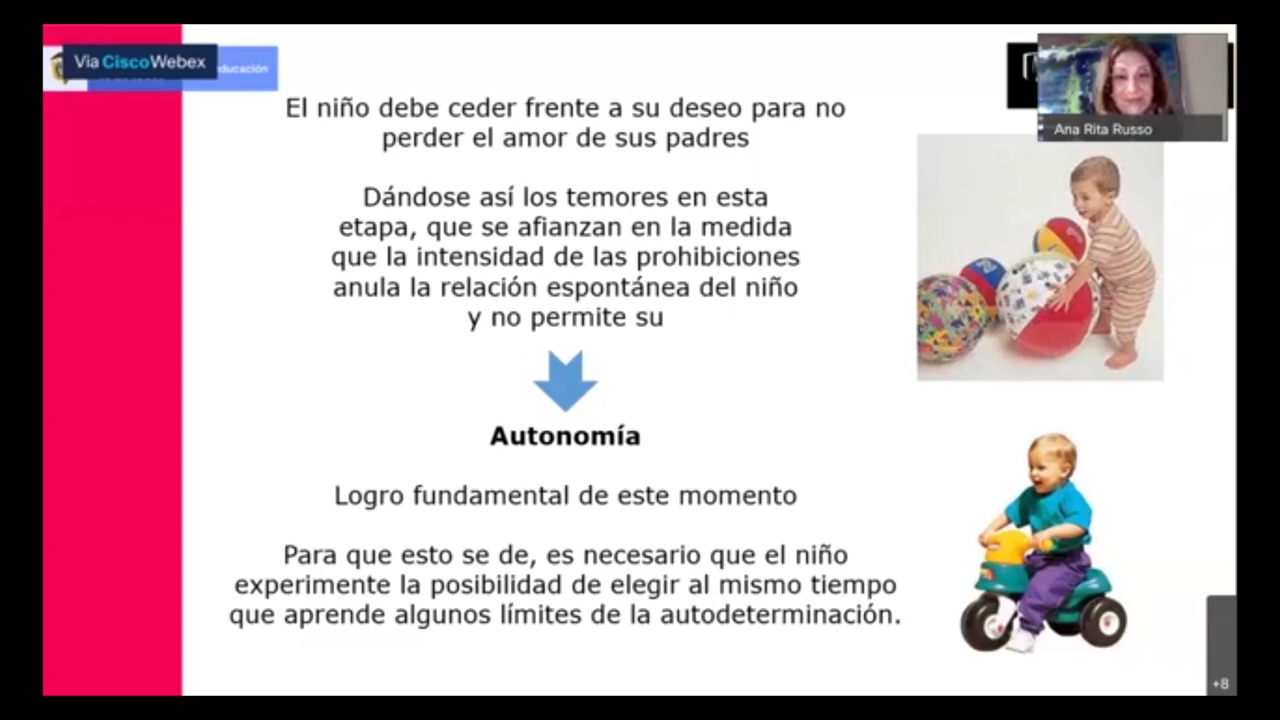 Via CiscoWebex
ducación
Ana Rita Russo
El niño debe ceder frente a su deseo para no
perder el amor de sus padres
Dándose así los temores en esta
etapa, que se afianzan en la medida
que la intensidad de las prohibiciones
anula la relación espontánea del niño
y no permite su
Autonomía
Logro fundamental de este momento
Para que esto se de, es necesario que el niño
experimente la posibilidad de elegir al mismo tiempo
que aprende algunos límites de la autodeterminación.
+8